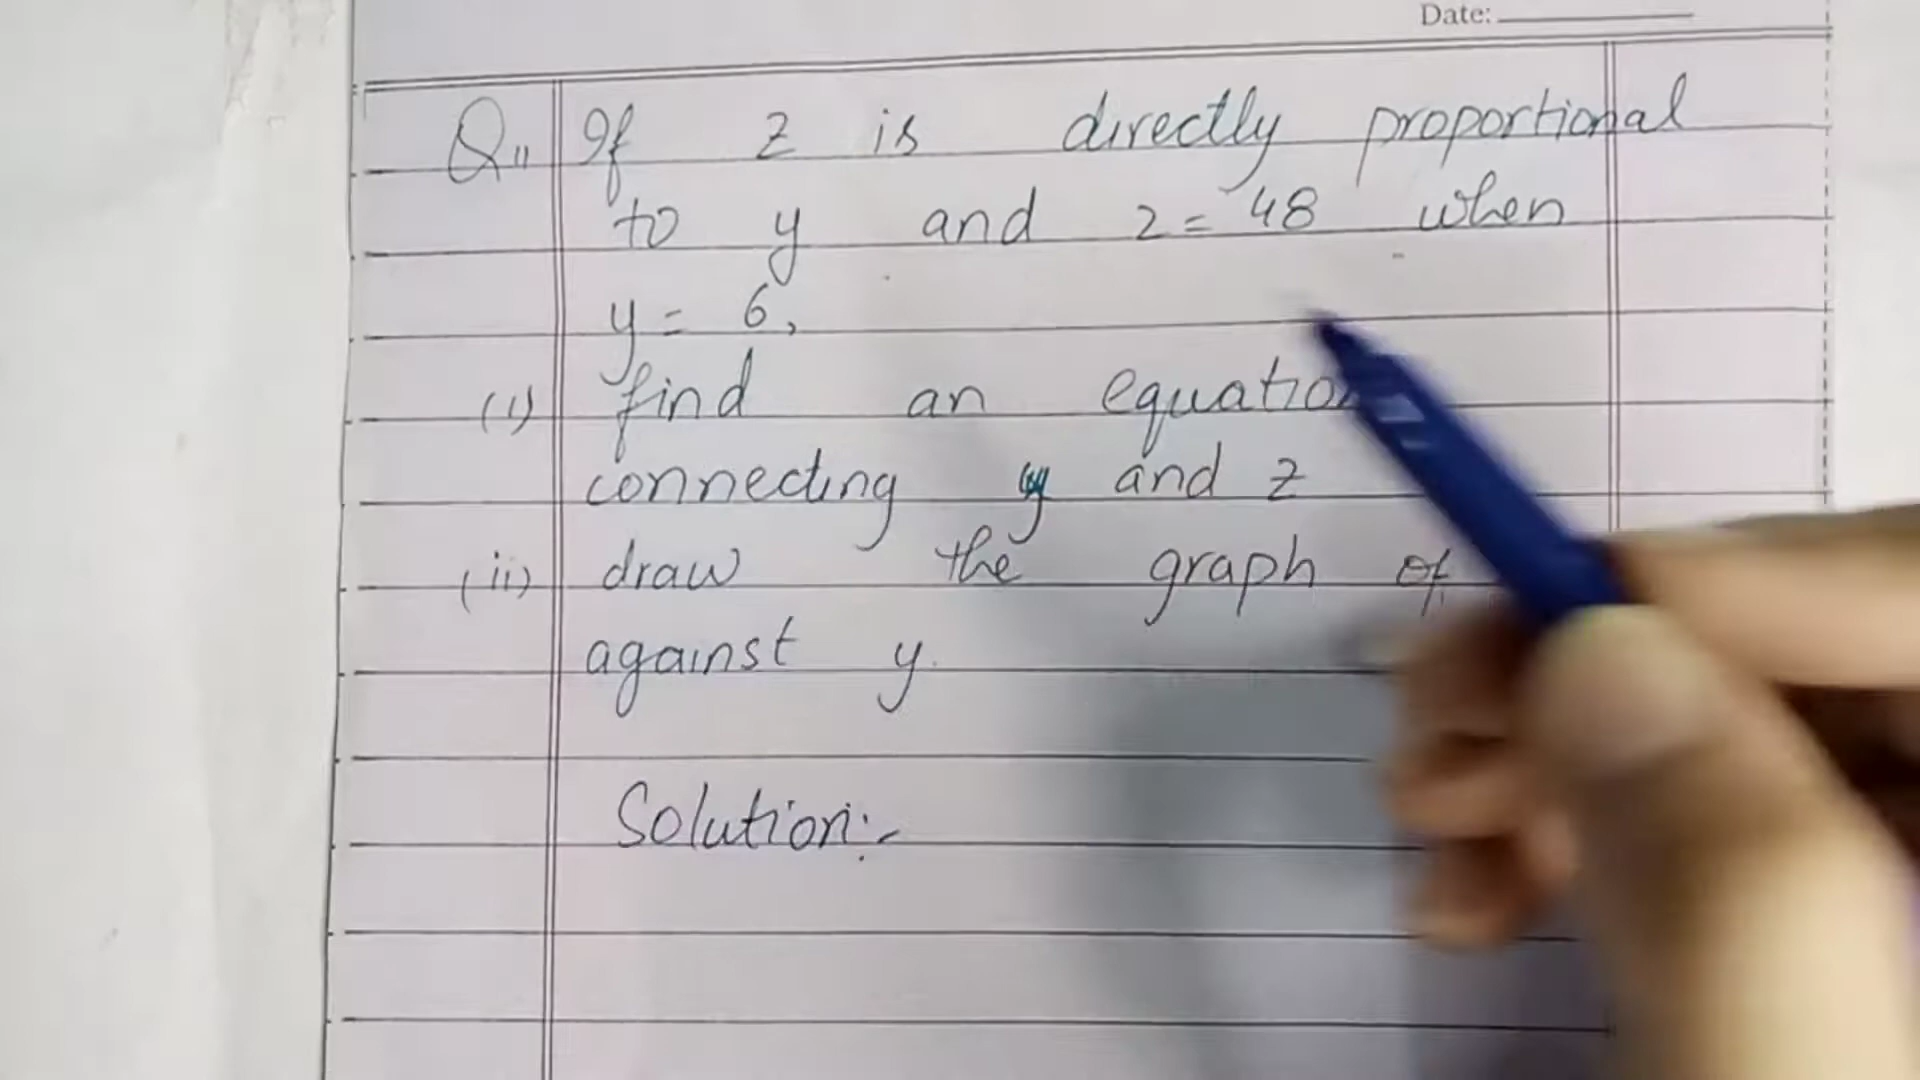 Date:
Q11 If z is directly proportional
to y and z = 48 when
y = 6,
(i) find an equation
connecting y and z
(ii) draw the graph of
against y.
Solution:-